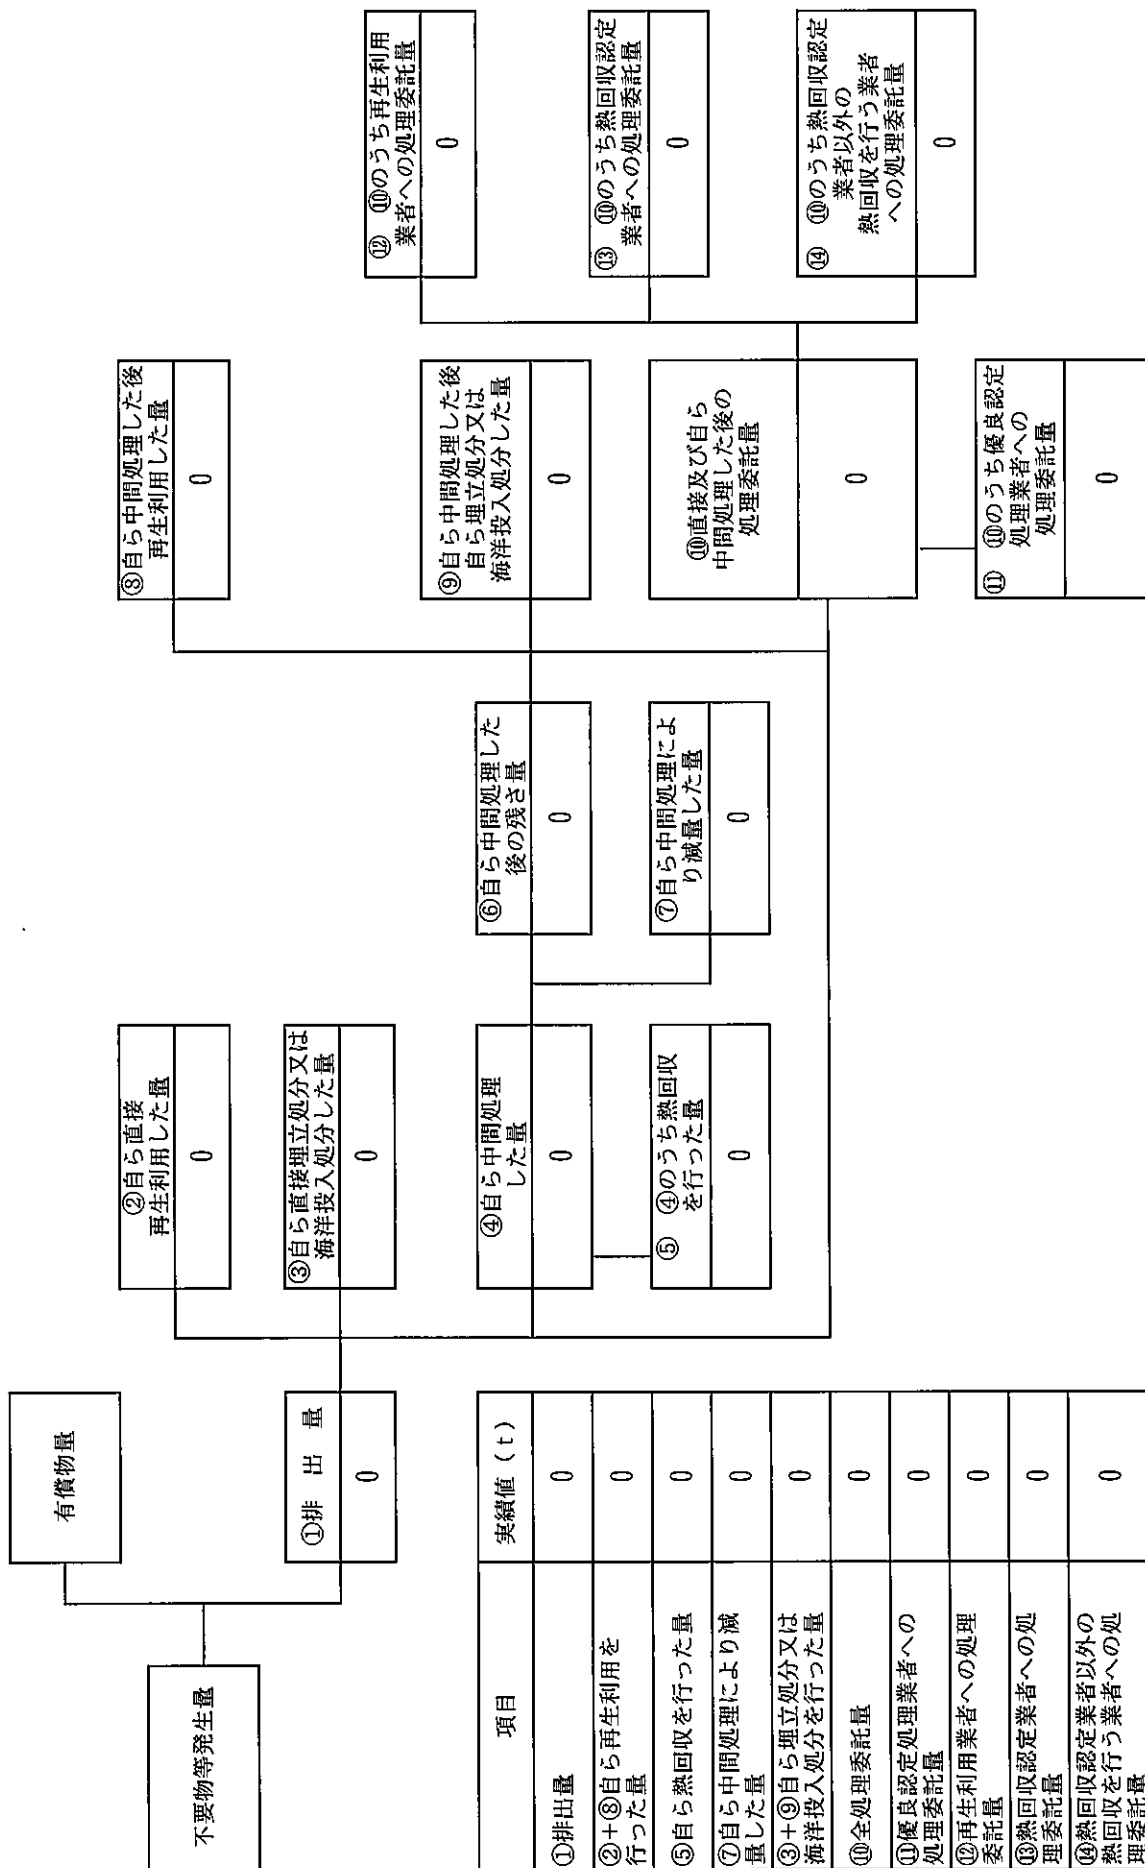 不要物等発生量
有償物量
①排　出　量
0
②自ら直接
再生利用した量
0
③自ら直接埋立処分又は
海洋投入処分した量
0
④自ら中間処理
した量
0
⑤　④のうち熱回収
を行った量
0
⑥自ら中間処理した
後の残さ量
0
⑦自ら中間処理によ
り減量した量
0
⑧自ら中間処理した後
再生利用した量
0
⑨自ら中間処理した後
自ら埋立処分又は
海洋投入処分した量
0
⑩直接及び自ら
中間処理した後の
処理委託量
0
⑪　⑩のうち優良認定
処理業者への
処理委託量
0
⑫　⑩のうち再生利用
業者への処理委託量
0
⑬　⑩のうち熱回収認定
業者への処理委託量
0
⑭　⑩のうち熱回収認定
業者以外の
熱回収を行う業者
への処理委託量
0
項目　実績値（t）
①排出量　0
②+⑧自ら再生利用を
行った量　0
⑤自ら熱回収を行った量　0
⑦自ら中間処理により減
量した量　0
③+⑨自ら埋立処分又は
海洋投入処分を行った量　0
⑩全処理委託量　0
⑪優良認定処理業者への
処理委託量　0
⑫再生利用業者への処理
委託量　0
⑬熱回収認定業者への処
理委託量　0
⑭熱回収認定業者以外の
熱回収を行う業者への処
理委託量　0